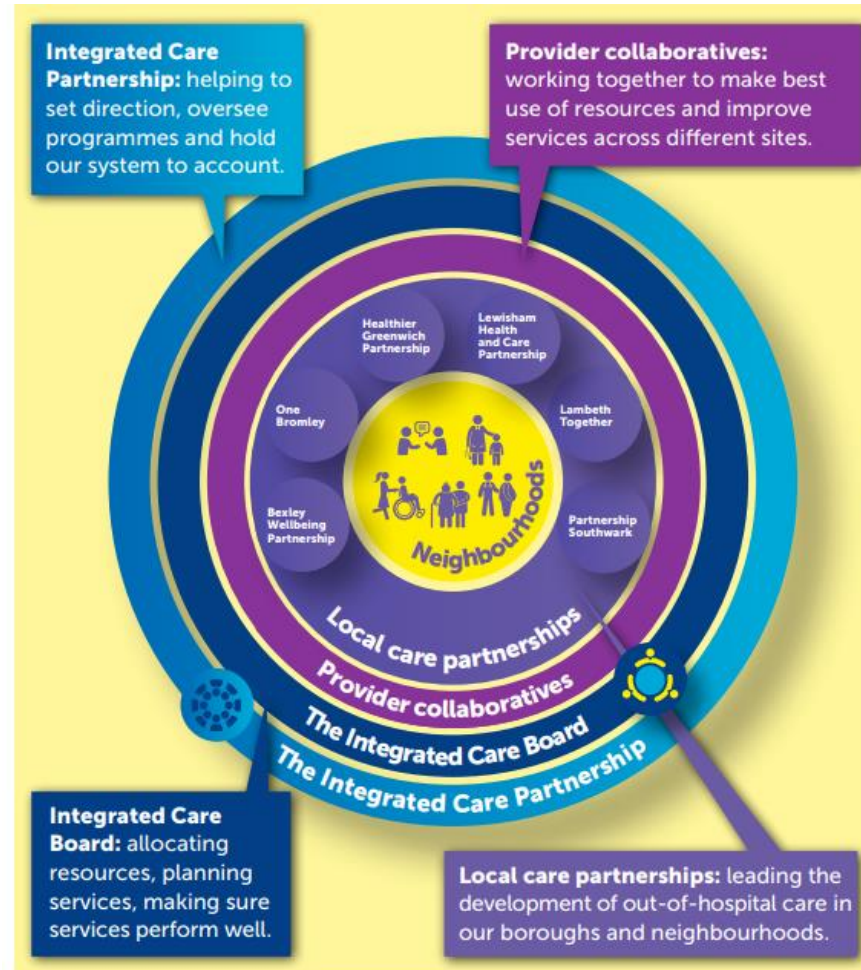 Integrated Care
Partnership: helping to
set direction, oversee
programmes and hold
our system to account.
Provider collaboratives:
working together to make best
use of resources and improve
services across different sites.
Healthier
Greenwich
Partnership
Lewisham
Health
and Care
Partnership
One
Bromley
Lambeth
Together
Bexley
Wellbeing
Partnership
Partnership
Southwark
Neighbourhoods
Local care partnerships
Provider collaboratives
The Integrated Care Board
The Integrated Care Partnership
Integrated Care
Board: allocating
resources, planning
services, making sure
services perform well.
Local care partnerships: leading the
development of out-of-hospital care in
our boroughs and neighbourhoods.